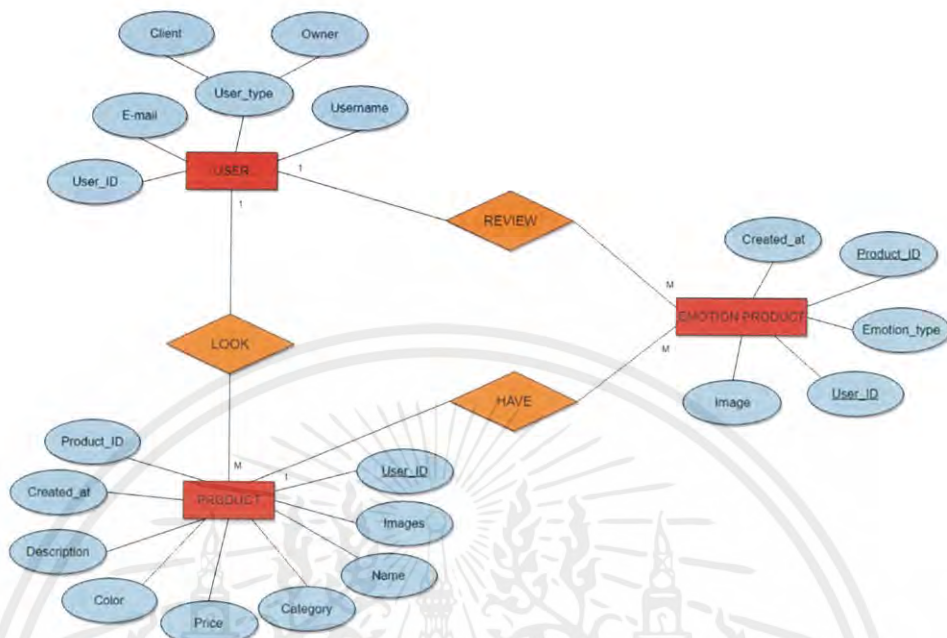 Client
Owner
User_type
E-mail
Username
User_ID
USER
1
1
REVIEW
Created_at
Product_ID
M
EMOTION PRODUCT
Emotion_type
M
LOOK
Image
User_ID
HAVE
Product_ID
M
1
User_ID
Created_at
PRODUCT
Images
Description
Name
Color
Category
Price